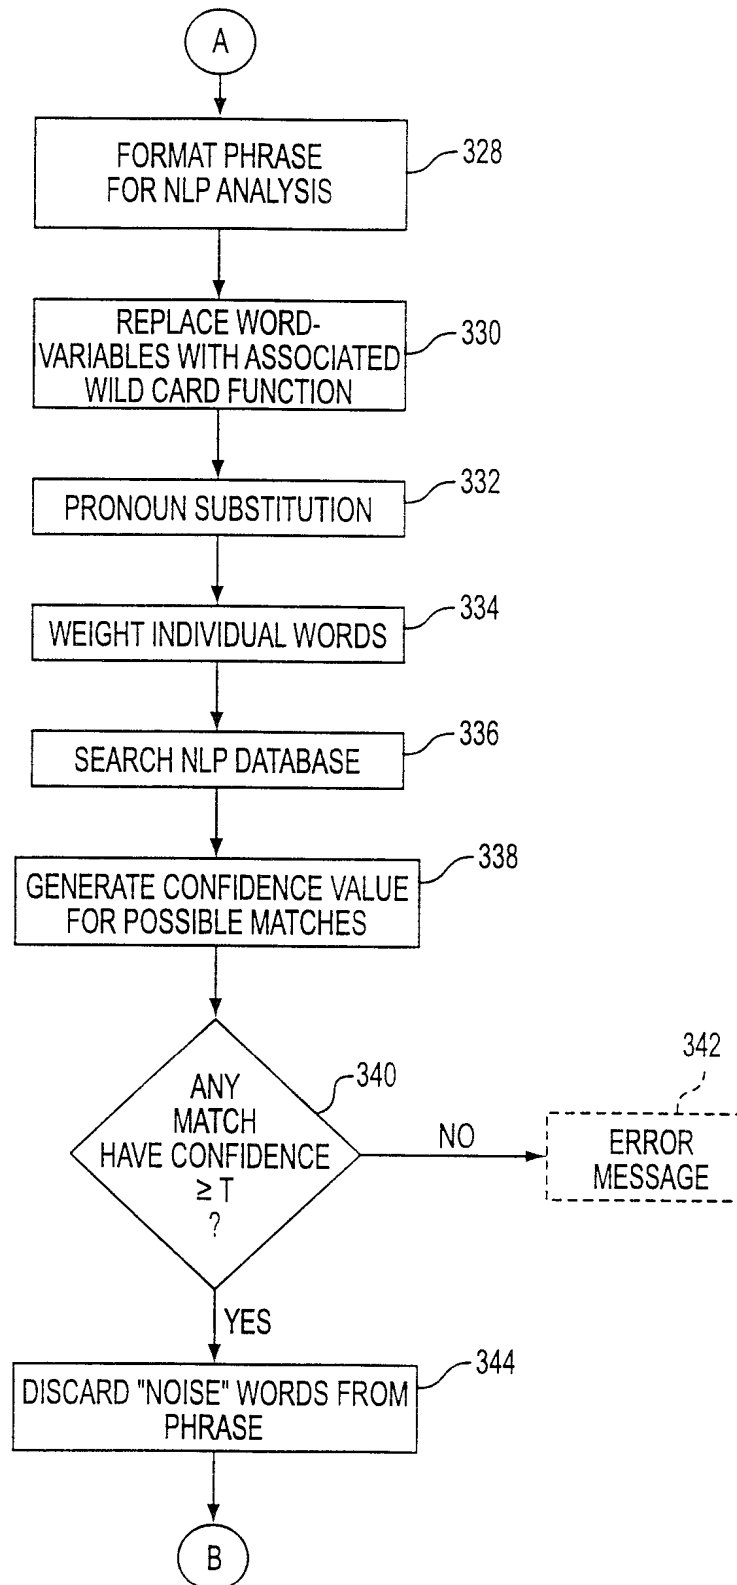 A
FORMAT PHRASE
FOR NLP ANALYSIS
328
REPLACE WORD-
VARIABLES WITH ASSOCIATED
WILD CARD FUNCTION
330
PRONOUN SUBSTITUTION
332
WEIGHT INDIVIDUAL WORDS
334
SEARCH NLP DATABASE
336
GENERATE CONFIDENCE VALUE
FOR POSSIBLE MATCHES
338
ANY
MATCH
HAVE CONFIDENCE
≥ T
?
340
NO
342
ERROR
MESSAGE
YES
DISCARD "NOISE" WORDS FROM
PHRASE
344
B